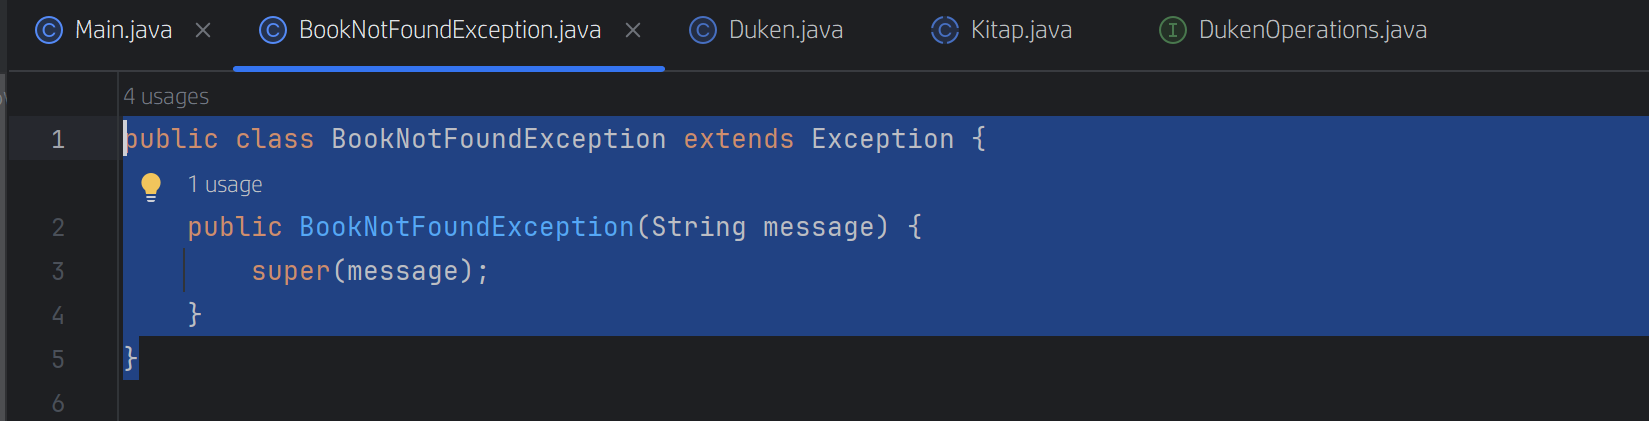 Main.java BookNotFoundException.java Duken.java Kitap.java DukenOperations.java
4 usages
1 public class BookNotFoundException extends Exception {
1 usage
2 public BookNotFoundException(String message) {
3 super(message);
4 }
5 }
6